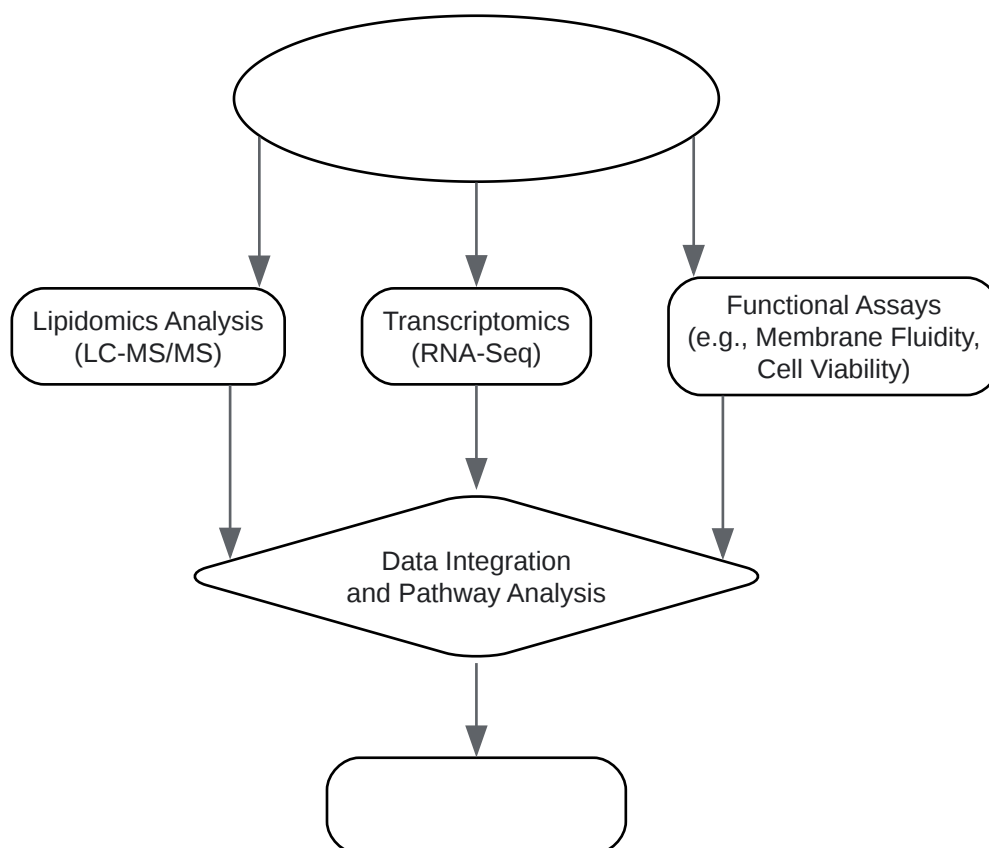 Lipidomics Analysis
(LC-MS/MS)
Transcriptomics
(RNA-Seq)
Functional Assays
(e.g., Membrane Fluidity,
Cell Viability)
Data Integration
and Pathway Analysis